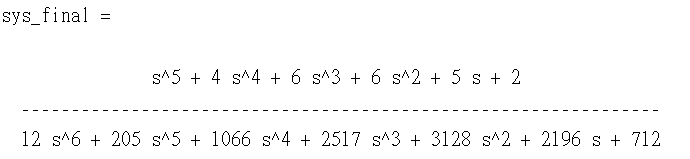 sys_final =
s^5 + 4 s^4 + 6 s^3 + 6 s^2 + 5 s + 2
---------------------------------------------------------------
12 s^6 + 205 s^5 + 1066 s^4 + 2517 s^3 + 3128 s^2 + 2196 s + 712